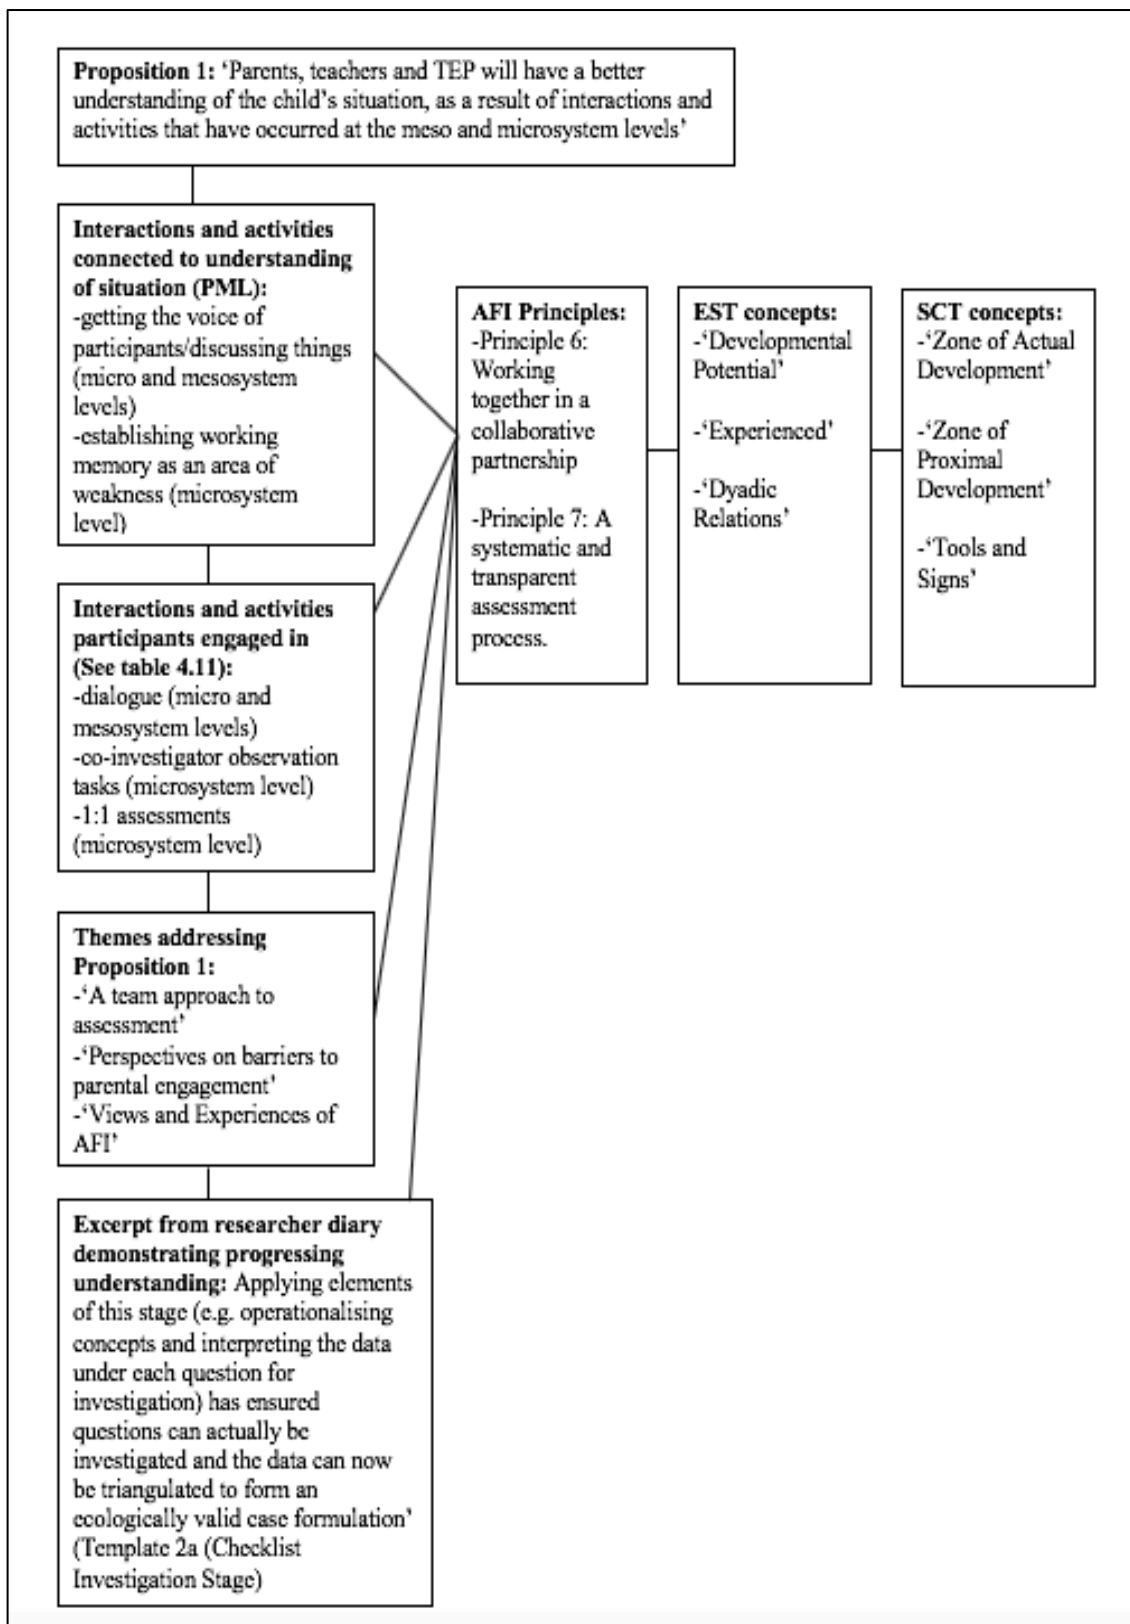 Proposition 1: ‘Parents, teachers and TEP will have a better
understanding of the child’s situation, as a result of interactions and
activities that have occurred at the meso and microsystem levels’
Interactions and activities
connected to understanding
of situation (PML):
-getting the voice of
participants/discussing things
(micro and mesosystem
levels)
-establishing working
memory as an area of
weakness (microsystem
level)
Interactions and activities
participants engaged in
(See table 4.11):
-dialogue (micro and
mesosystem levels)
-co-investigator observation
tasks (microsystem level)
-1:1 assessments
(microsystem level)
Themes addressing
Proposition 1:
-‘A team approach to
assessment’
-‘Perspectives on barriers to
parental engagement’
-‘Views and Experiences of
AFI’
Excerpt from researcher diary
demonstrating progressing
understanding: Applying elements
of this stage (e.g. operationalising
concepts and interpreting the data
under each question for
investigation) has ensured
questions can actually be
investigated and the data can now
be triangulated to form an
ecologically valid case formulation’
(Template 2a (Checklist
Investigation Stage)
AFI Principles:
-Principle 6:
Working
together in a
collaborative
partnership
-Principle 7: A
systematic and
transparent
assessment
process.
EST concepts:
-‘Developmental
Potential’
-‘Experienced’
-‘Dyadic
Relations’
SCT concepts:
-‘Zone of Actual
Development’
-‘Zone of
Proximal
Development’
-‘Tools and
Signs’